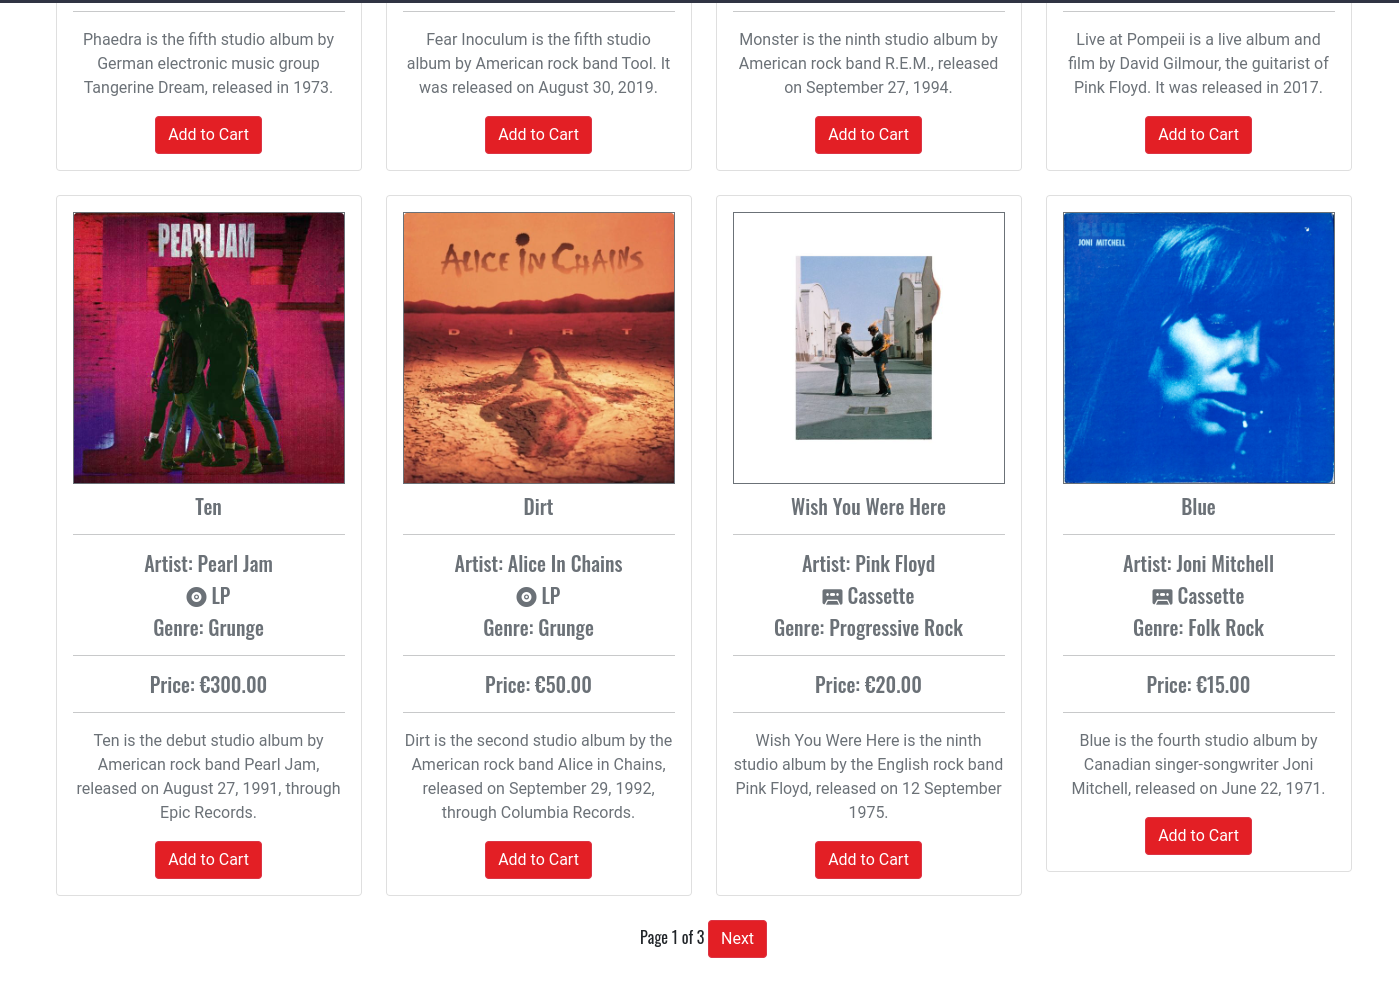 Phaedra is the fifth studio album by
German electronic music group
Tangerine Dream, released in 1973.
Add to Cart
Fear Inoculum is the fifth studio
album by American rock band Tool. It
was released on August 30, 2019.
Add to Cart
Monster is the ninth studio album by
American rock band R.E.M., released
on September 27, 1994.
Add to Cart
Live at Pompeii is a live album and
film by David Gilmour, the guitarist of
Pink Floyd. It was released in 2017.
Add to Cart
PEARL JAM
Ten
Artist: Pearl Jam
LP
Genre: Grunge
Price: €300.00
Ten is the debut studio album by
American rock band Pearl Jam,
released on August 27, 1991, through
Epic Records.
Add to Cart
ALICE IN CHAINS
DIRT
Dirt
Artist: Alice In Chains
LP
Genre: Grunge
Price: €50.00
Dirt is the second studio album by the
American rock band Alice in Chains,
released on September 29, 1992,
through Columbia Records.
Add to Cart
Wish You Were Here
Artist: Pink Floyd
Cassette
Genre: Progressive Rock
Price: €20.00
Wish You Were Here is the ninth
studio album by the English rock band
Pink Floyd, released on 12 September
1975.
Add to Cart
BLUE
JONI MITCHELL
Blue
Artist: Joni Mitchell
Cassette
Genre: Folk Rock
Price: €15.00
Blue is the fourth studio album by
Canadian singer-songwriter Joni
Mitchell, released on June 22, 1971.
Add to Cart
Page 1 of 3 Next